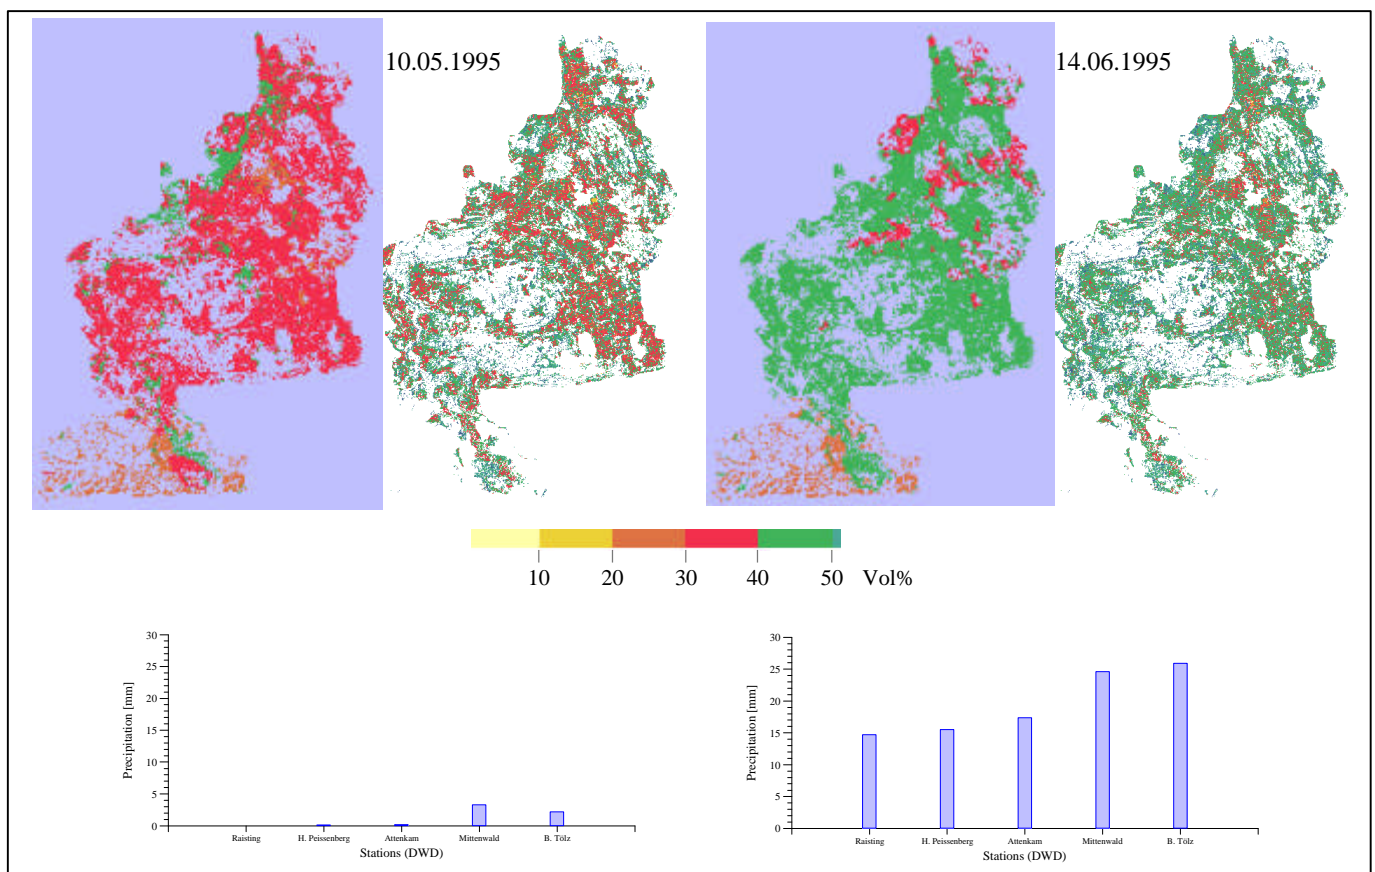 10.05.1995
14.06.1995
10 20 30 40 50 Vol%
30
25
20
15
10
5
0
Precipitation [mm]
Raisting H. Peissenberg Attenkam Mittenwald B. Tölz
Stations (DWD)
30
25
20
15
10
5
0
Precipitation [mm]
Raisting H. Peissenberg Attenkam Mittenwald B. Tölz
Stations (DWD)